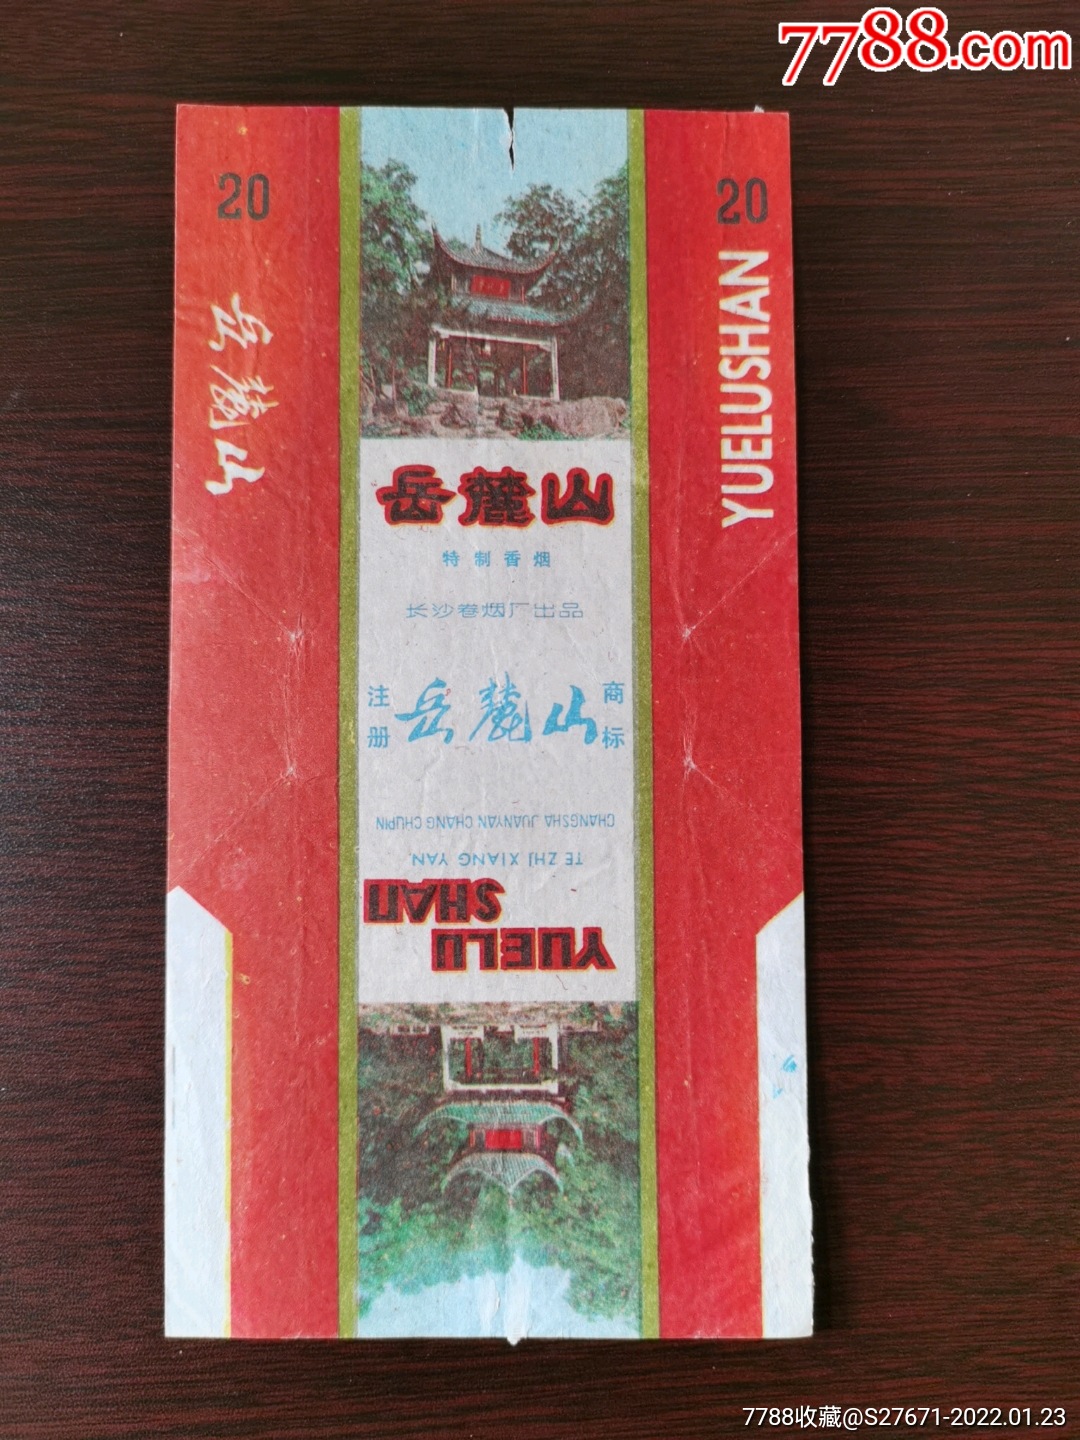 7788.com
20
岳麓山
20
YUELUSHAN
岳麓山
特制香烟
长沙卷烟厂出品
注册
岳麓山
商标
CHANGSHA JUANYAN CHANG CHUPIN
TE ZHI XIANG YAN
YUELU
SHAN
7788收藏@S27671-2022.01.23